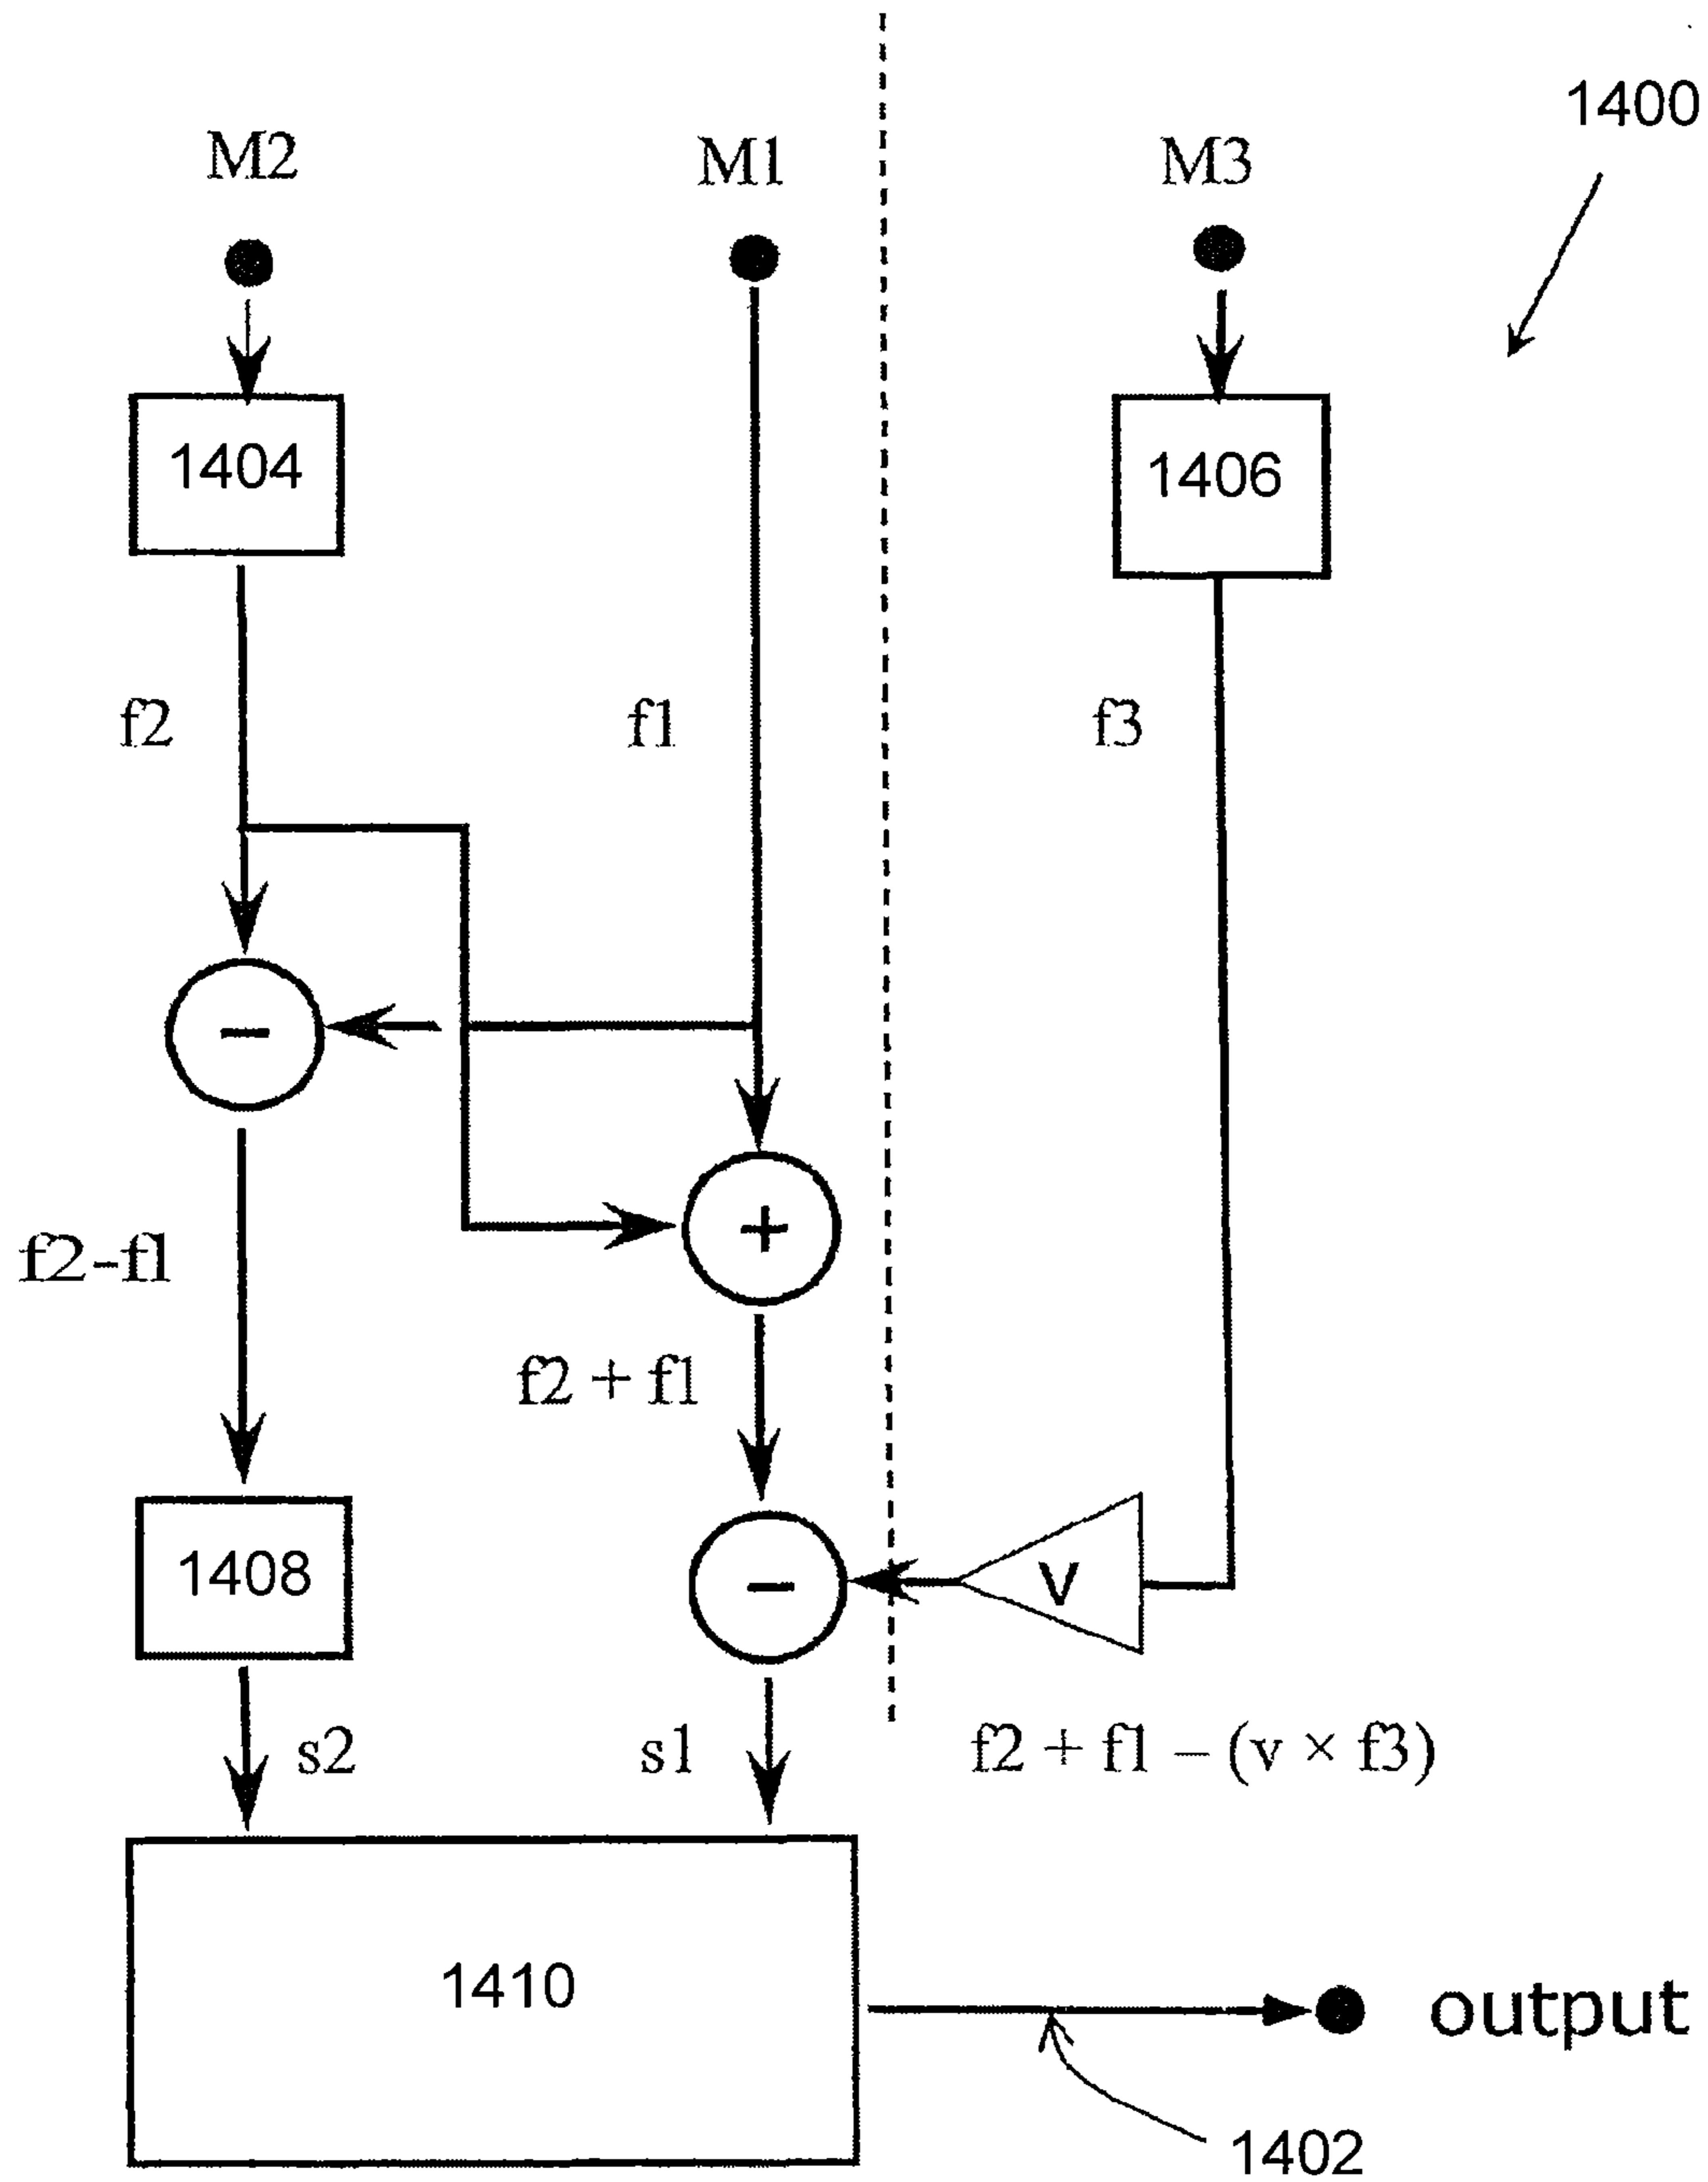 1400
M2
M1
M3
1404
1406
f2
f1
f3
−
+
f2-f1
f2 + f1
1408
−
V
s2
s1
f2 + f1 – (v × f3)
1410
output
1402